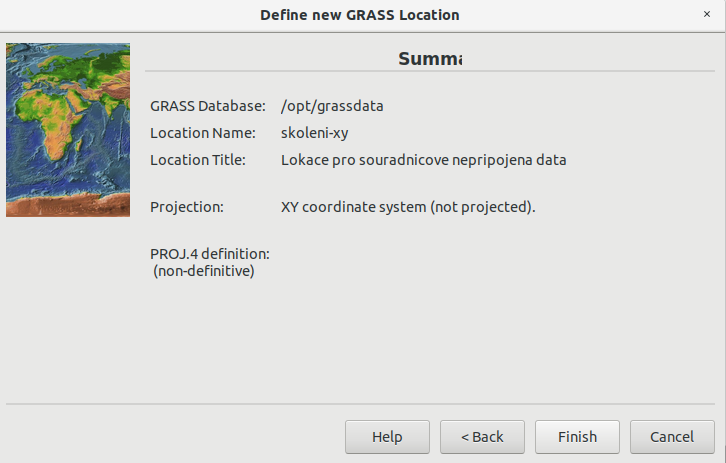 Define new GRASS Location
×
Summa
GRASS Database: /opt/grassdata
Location Name: skoleni-xy
Location Title: Lokace pro souradnicove nepripojena data
Projection: XY coordinate system (not projected).
PROJ.4 definition:
(non-definitive)
Help < Back Finish Cancel